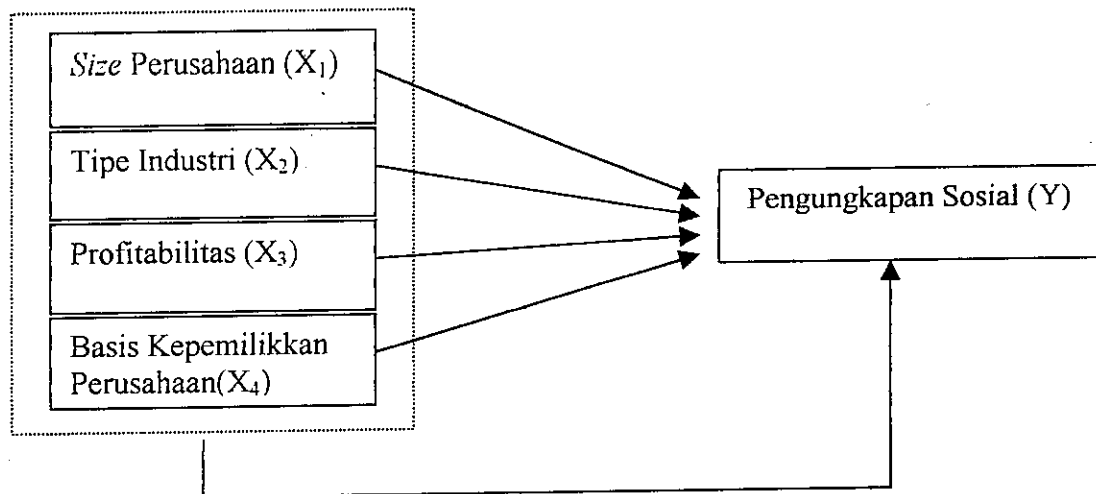 Size Perusahaan (X₁)
Tipe Industri (X₂)
Profitabilitas (X₃)
Basis Kepemilikkan
Perusahaan(X₄)
Pengungkapan Sosial (Y)